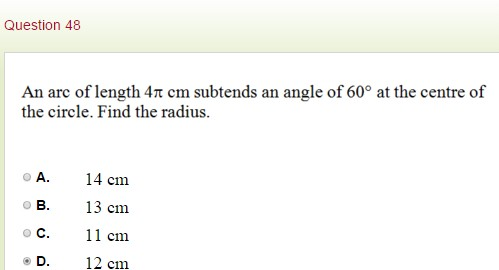 Question 48
An arc of length 4π cm subtends an angle of 60° at the centre of
the circle. Find the radius.
A. 14 cm
B. 13 cm
C. 11 cm
D. 12 cm